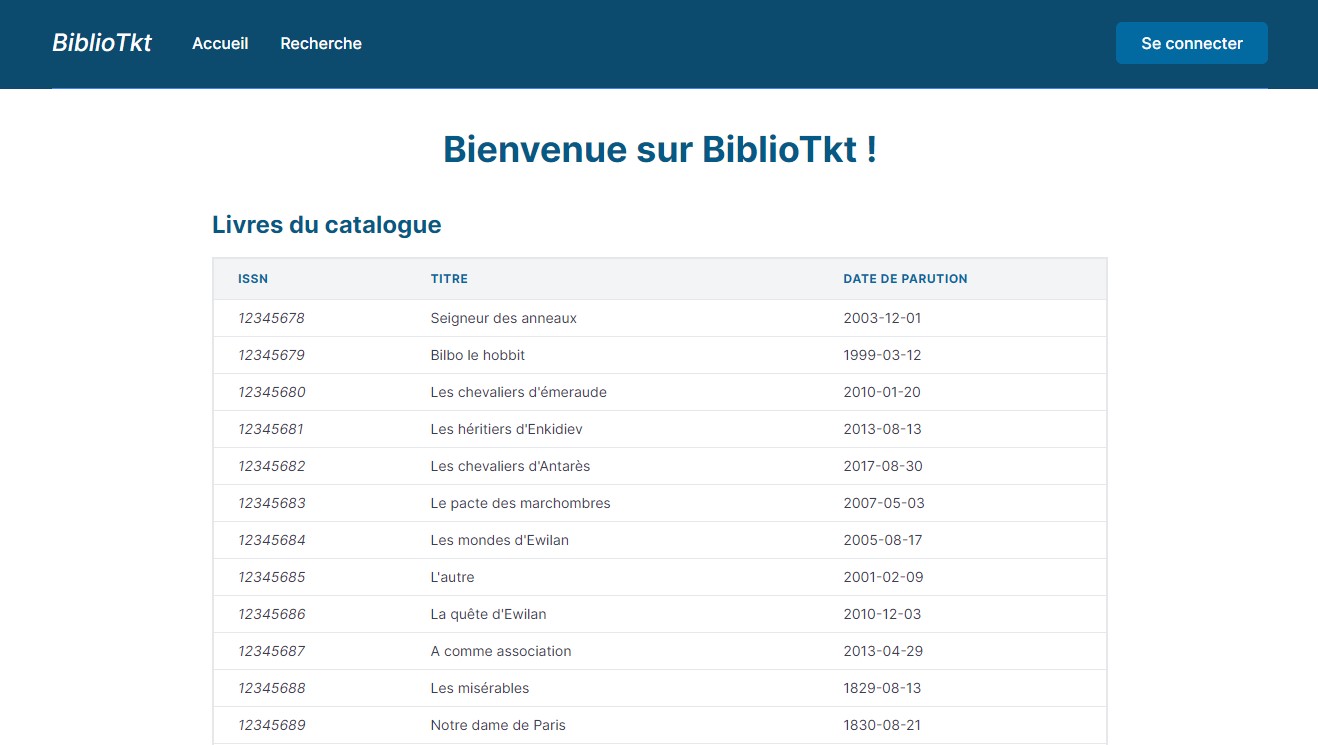 BiblioTkt Accueil Recherche Se connecter
Bienvenue sur BiblioTkt !
Livres du catalogue
ISSN TITRE DATE DE PARUTION
12345678 Seigneur des anneaux 2003-12-01
12345679 Bilbo le hobbit 1999-03-12
12345680 Les chevaliers d'émeraude 2010-01-20
12345681 Les héritiers d'Enkidiev 2013-08-13
12345682 Les chevaliers d'Antarès 2017-08-30
12345683 Le pacte des marchombres 2007-05-03
12345684 Les mondes d'Ewilan 2005-08-17
12345685 L'autre 2001-02-09
12345686 La quête d'Ewilan 2010-12-03
12345687 A comme association 2013-04-29
12345688 Les misérables 1829-08-13
12345689 Notre dame de Paris 1830-08-21